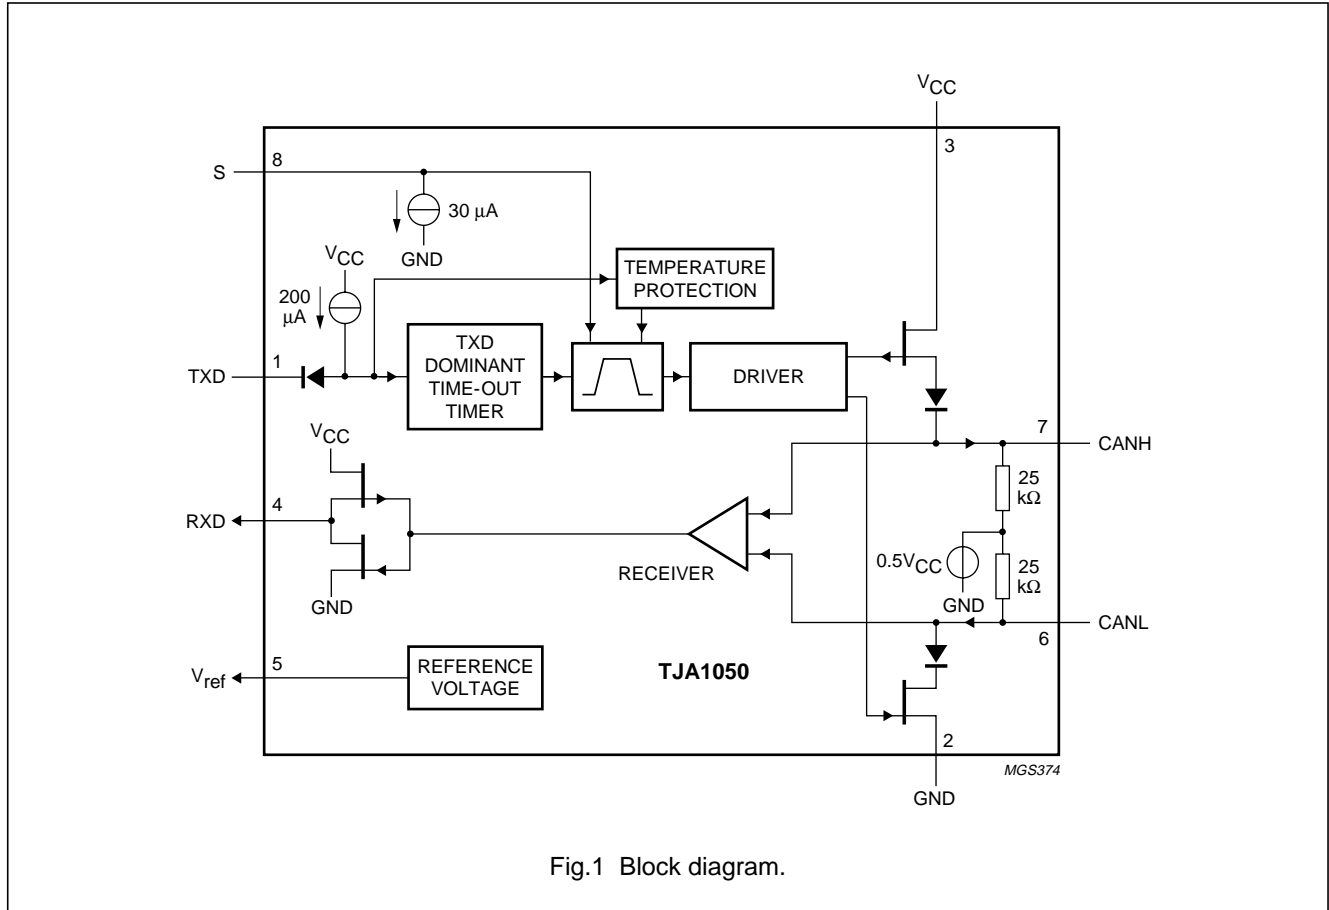 VCC
3
S
8
30 μA
GND
VCC
200
μA
TEMPERATURE
PROTECTION
TXD
1
TXD
DOMINANT
TIME-OUT
TIMER
DRIVER
7
CANH
VCC
4
RXD
GND
RECEIVER
25
kΩ
0.5VCC
GND
25
kΩ
6
CANL
Vref
5
REFERENCE
VOLTAGE
TJA1050
2
GND
MGS374
Fig.1 Block diagram.